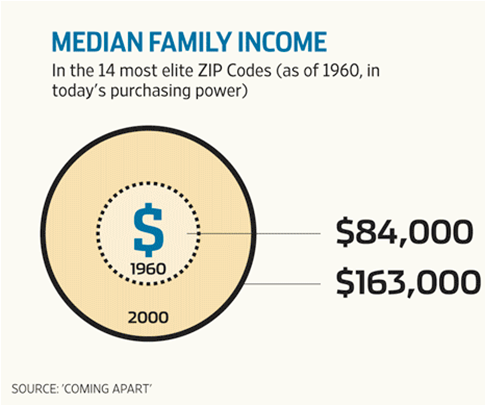 MEDIAN FAMILY INCOME
In the 14 most elite ZIP Codes (as of 1960, in
today's purchasing power)
$
1960
2000
$84,000
$163,000
SOURCE: 'COMING APART'